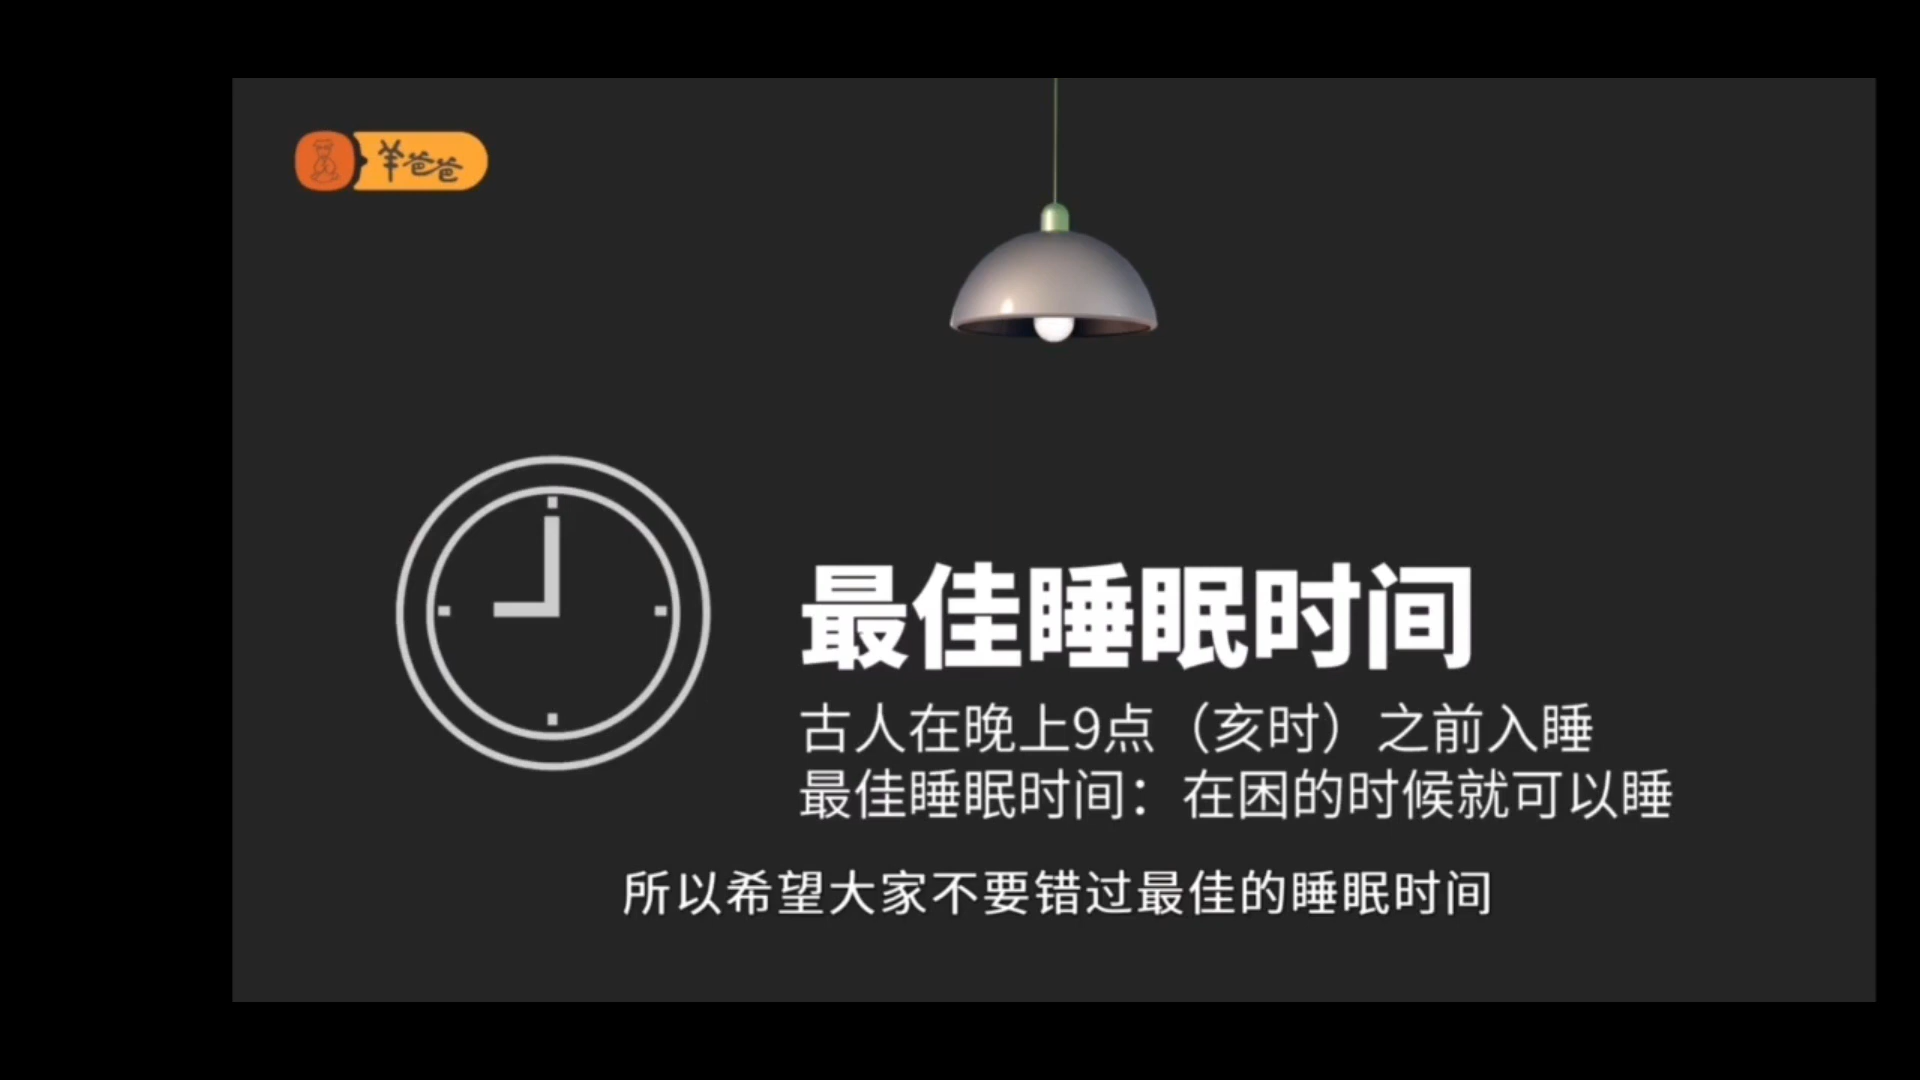 羊爸爸
最佳睡眠时间
古人在晚上9点（亥时）之前入睡
最佳睡眠时间：在困的时候就可以睡
所以希望大家不要错过最佳的睡眠时间